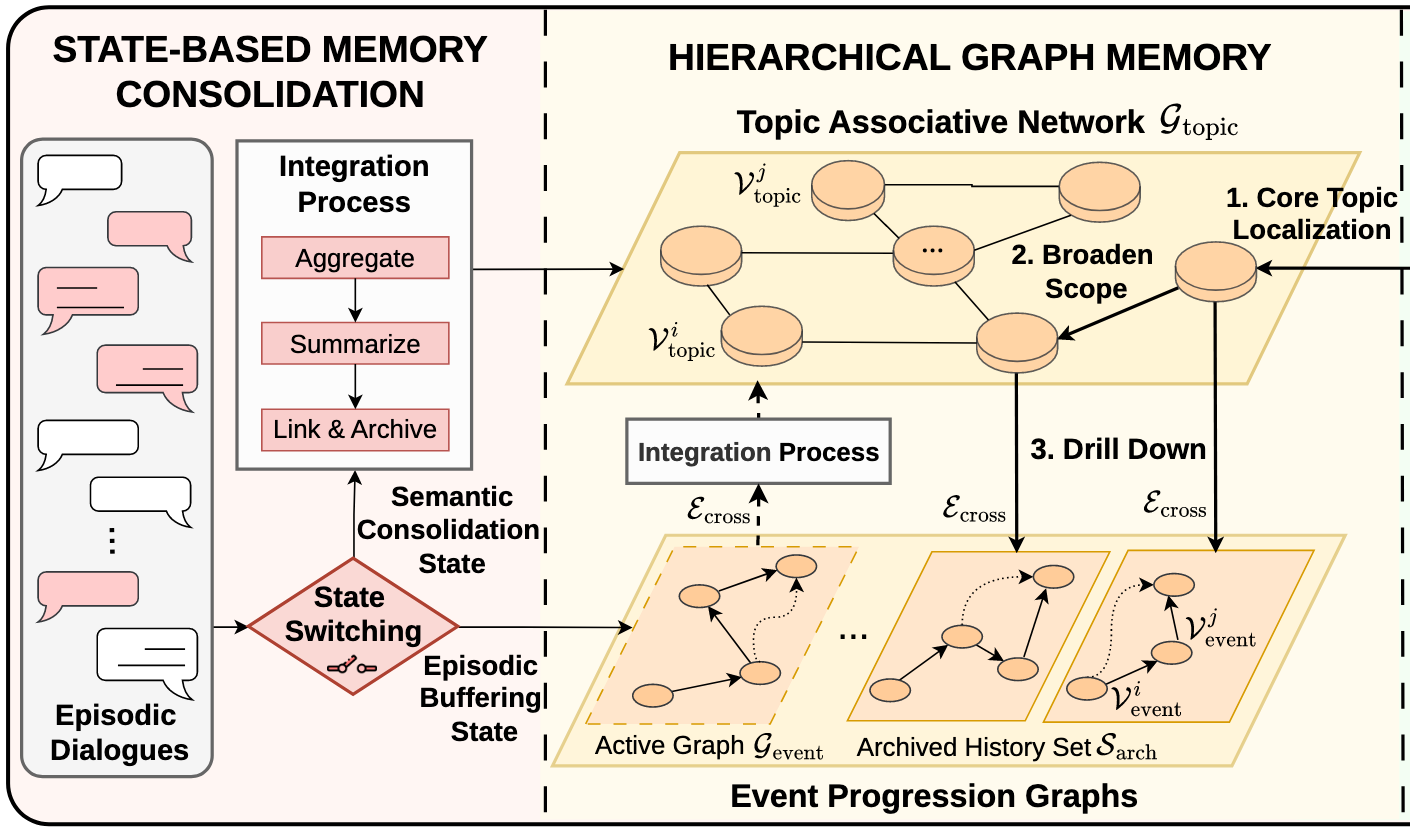 STATE-BASED MEMORY
CONSOLIDATION
Episodic
Dialogues
Integration
Process
Aggregate
Summarize
Link & Archive
Semantic
Consolidation
State
State
Switching
Episodic
Buffering
State
HIERARCHICAL GRAPH MEMORY
Topic Associative Network 𝒢topic
𝒱ʲtopic
...
𝒱ⁱtopic
1. Core Topic
Localization
2. Broaden
Scope
Integration Process
3. Drill Down
ℰcross
ℰcross
ℰcross
...
𝒱ʲevent
𝒱ⁱevent
Active Graph 𝒢event
Archived History Set 𝒮arch
Event Progression Graphs